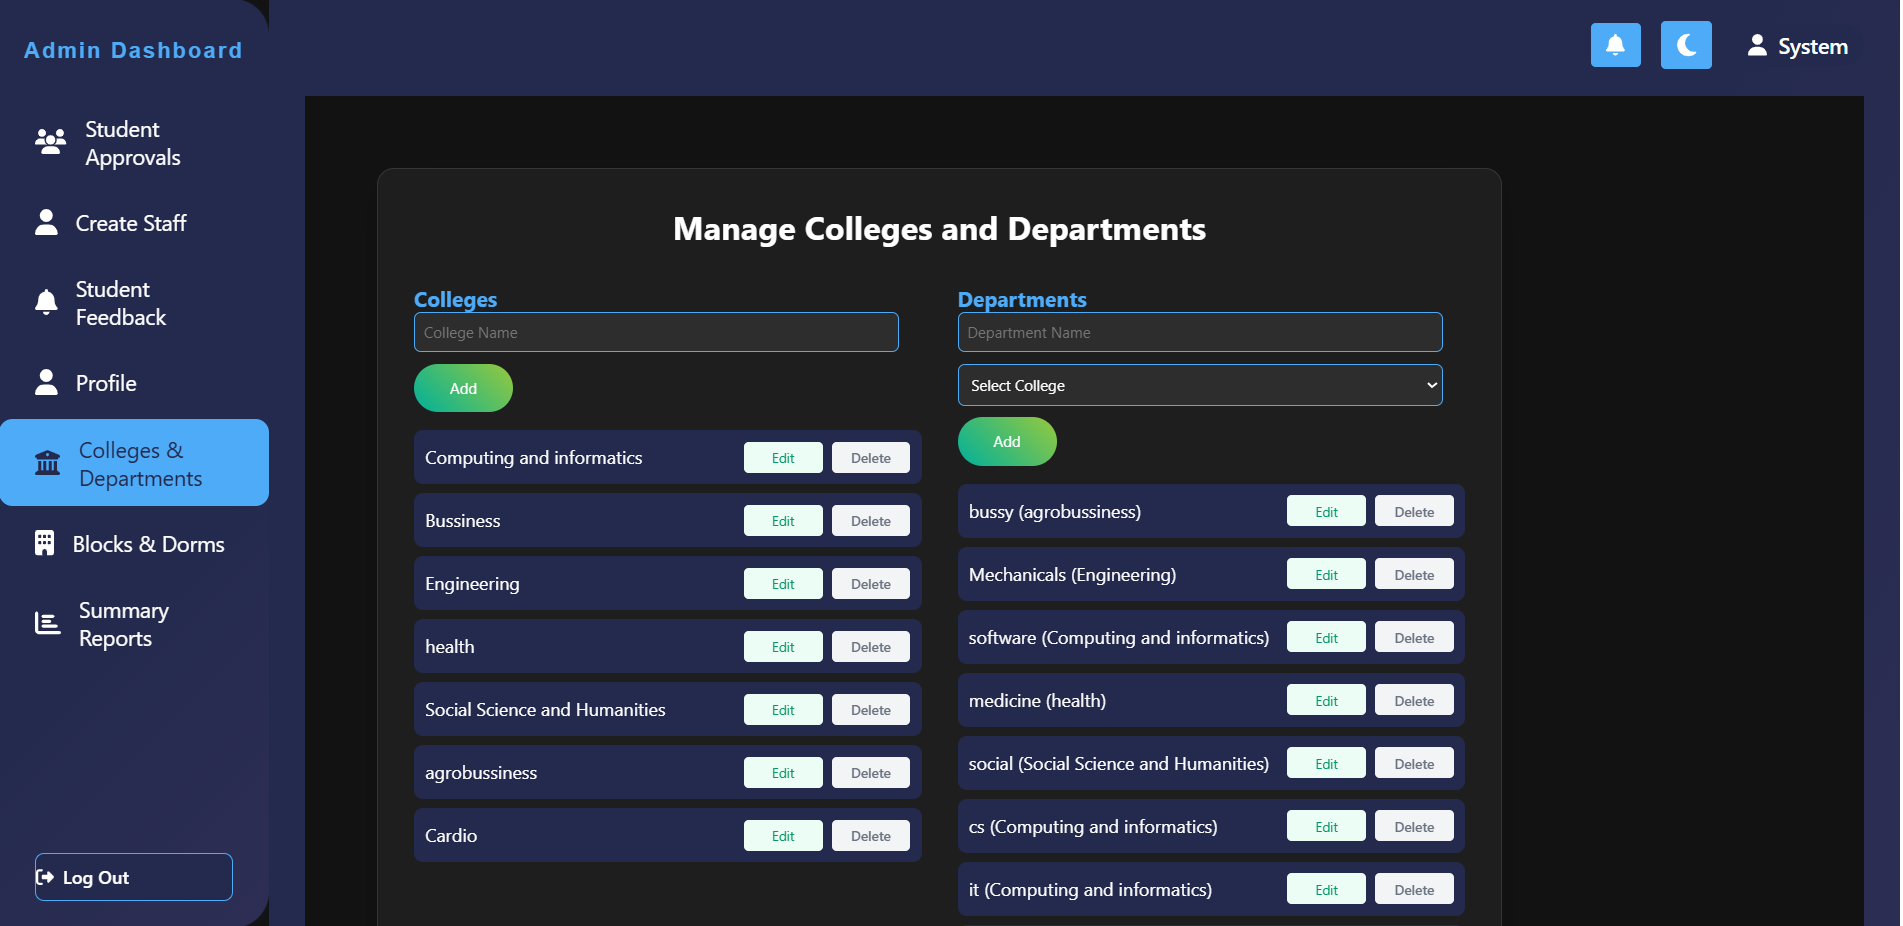 Admin Dashboard
Student
Approvals
Create Staff
Student
Feedback
Profile
Colleges &
Departments
Blocks & Dorms
Summary
Reports
Log Out
System
Manage Colleges and Departments
Colleges
College Name
Add
Computing and informatics Edit Delete
Bussiness Edit Delete
Engineering Edit Delete
health Edit Delete
Social Science and Humanities Edit Delete
agrobussiness Edit Delete
Cardio Edit Delete
Departments
Department Name
Select College
Add
bussy (agrobussiness) Edit Delete
Mechanicals (Engineering) Edit Delete
software (Computing and informatics) Edit Delete
medicine (health) Edit Delete
social (Social Science and Humanities) Edit Delete
cs (Computing and informatics) Edit Delete
it (Computing and informatics) Edit Delete